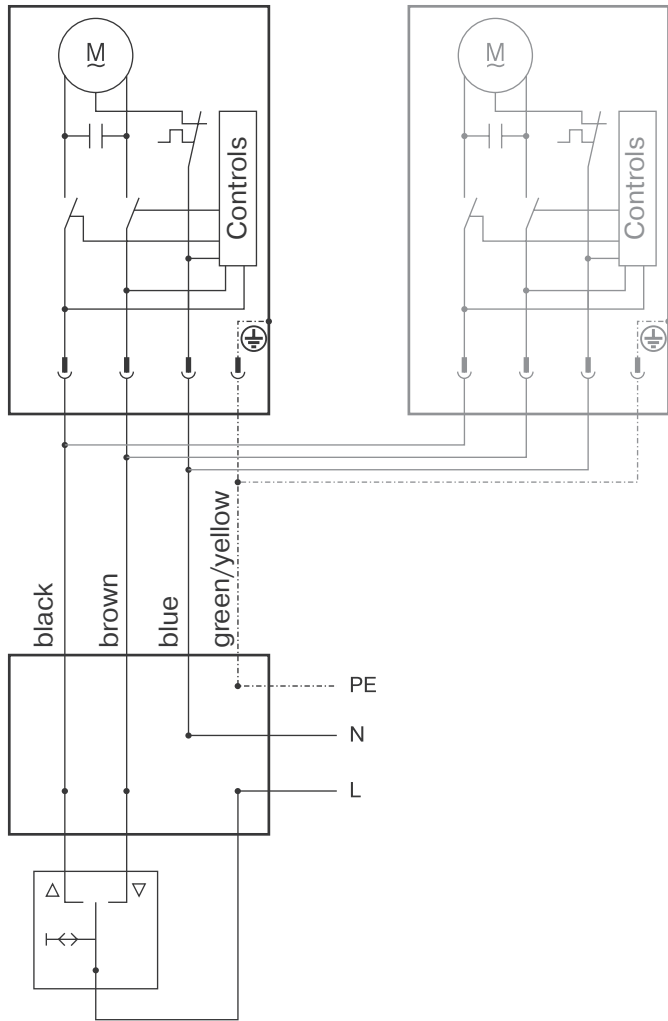 M
~
Controls
M
~
Controls
black
brown
blue
green/yellow
PE
N
L